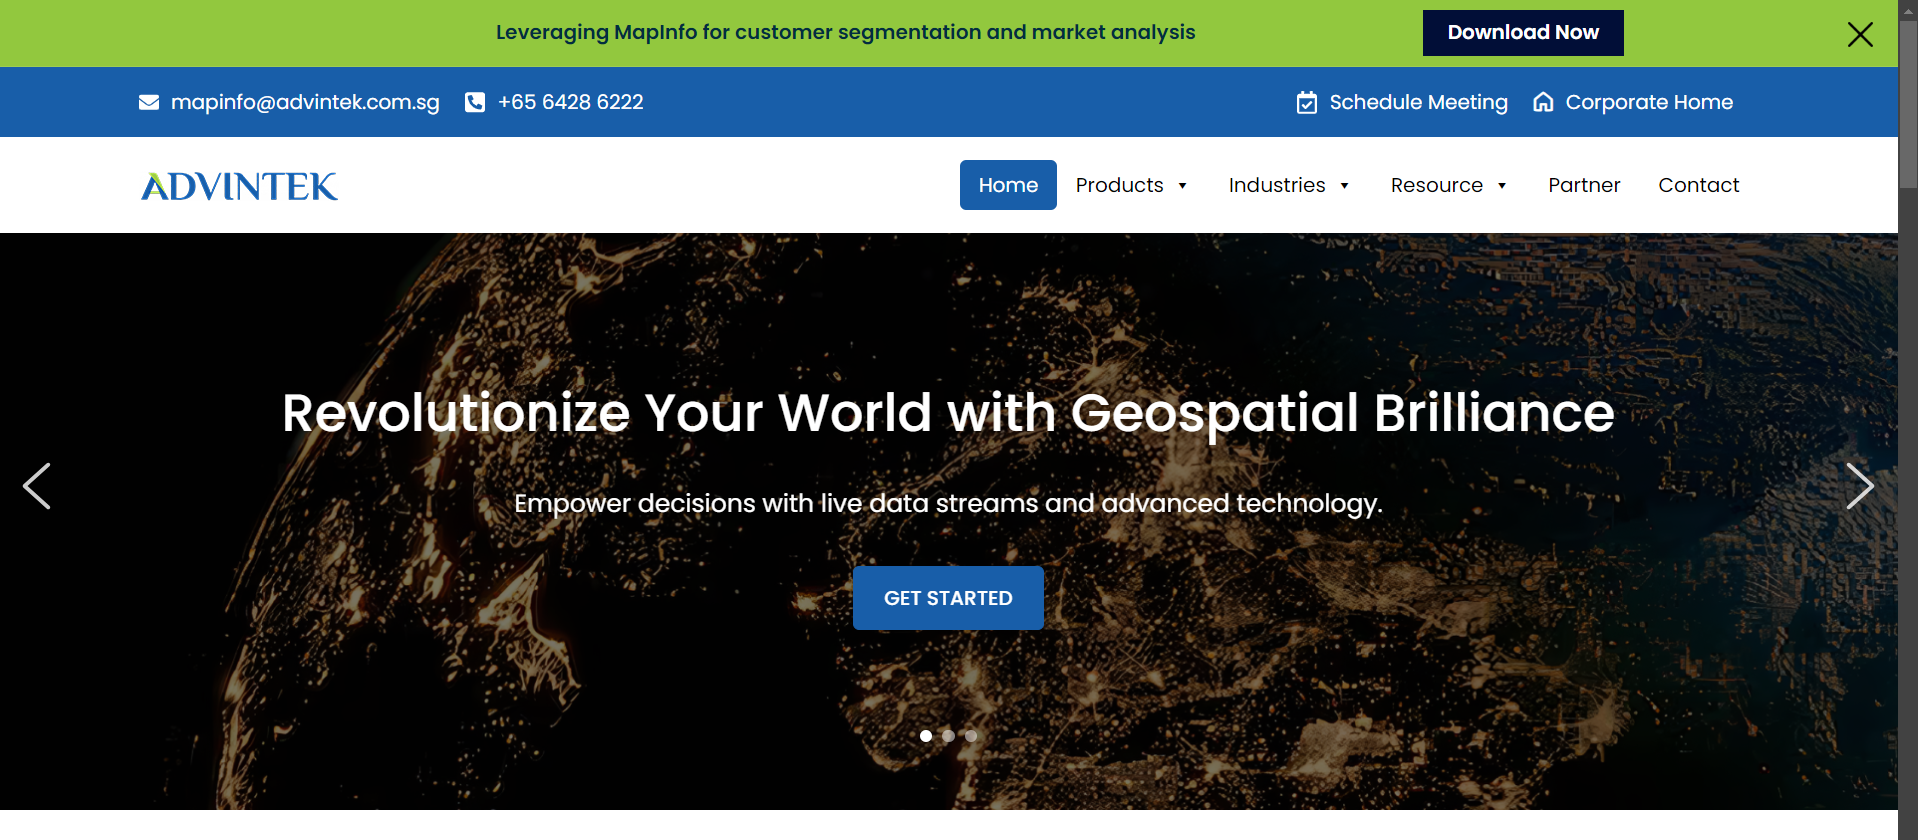 Leveraging MapInfo for customer segmentation and market analysis
Download Now
mapinfo@advintek.com.sg +65 6428 6222
Schedule Meeting Corporate Home
ADVINTEK
Home Products Industries Resource Partner Contact
Revolutionize Your World with Geospatial Brilliance
Empower decisions with live data streams and advanced technology.
GET STARTED